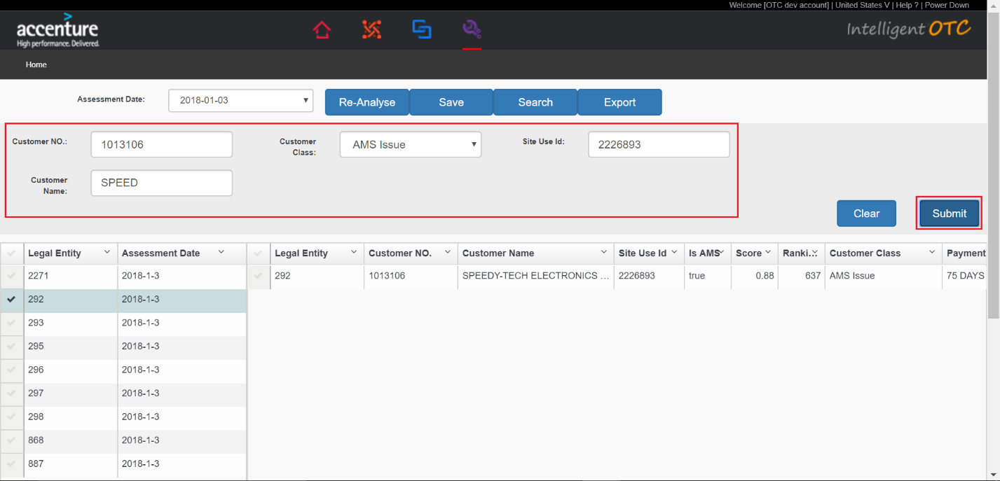 Welcome [OTC dev account] | United States V | Help ? | Power Down
accenture
High performance. Delivered.
Intelligent OTC
Home
Assessment Date:
2018-01-03
Re-Analyse
Save
Search
Export
Customer NO.:
1013106
Customer Class:
AMS Issue
Site Use Id:
2226893
Customer Name:
SPEED
Clear
Submit
Legal Entity Assessment Date Legal Entity Customer NO. Customer Name Site Use Id Is AMS Score Ranki... Customer Class Payment
2271 2018-1-3 292 1013106 SPEEDY-TECH ELECTRONICS ... 2226893 true 0.88 637 AMS Issue 75 DAYS
292 2018-1-3
293 2018-1-3
295 2018-1-3
296 2018-1-3
297 2018-1-3
298 2018-1-3
868 2018-1-3
887 2018-1-3